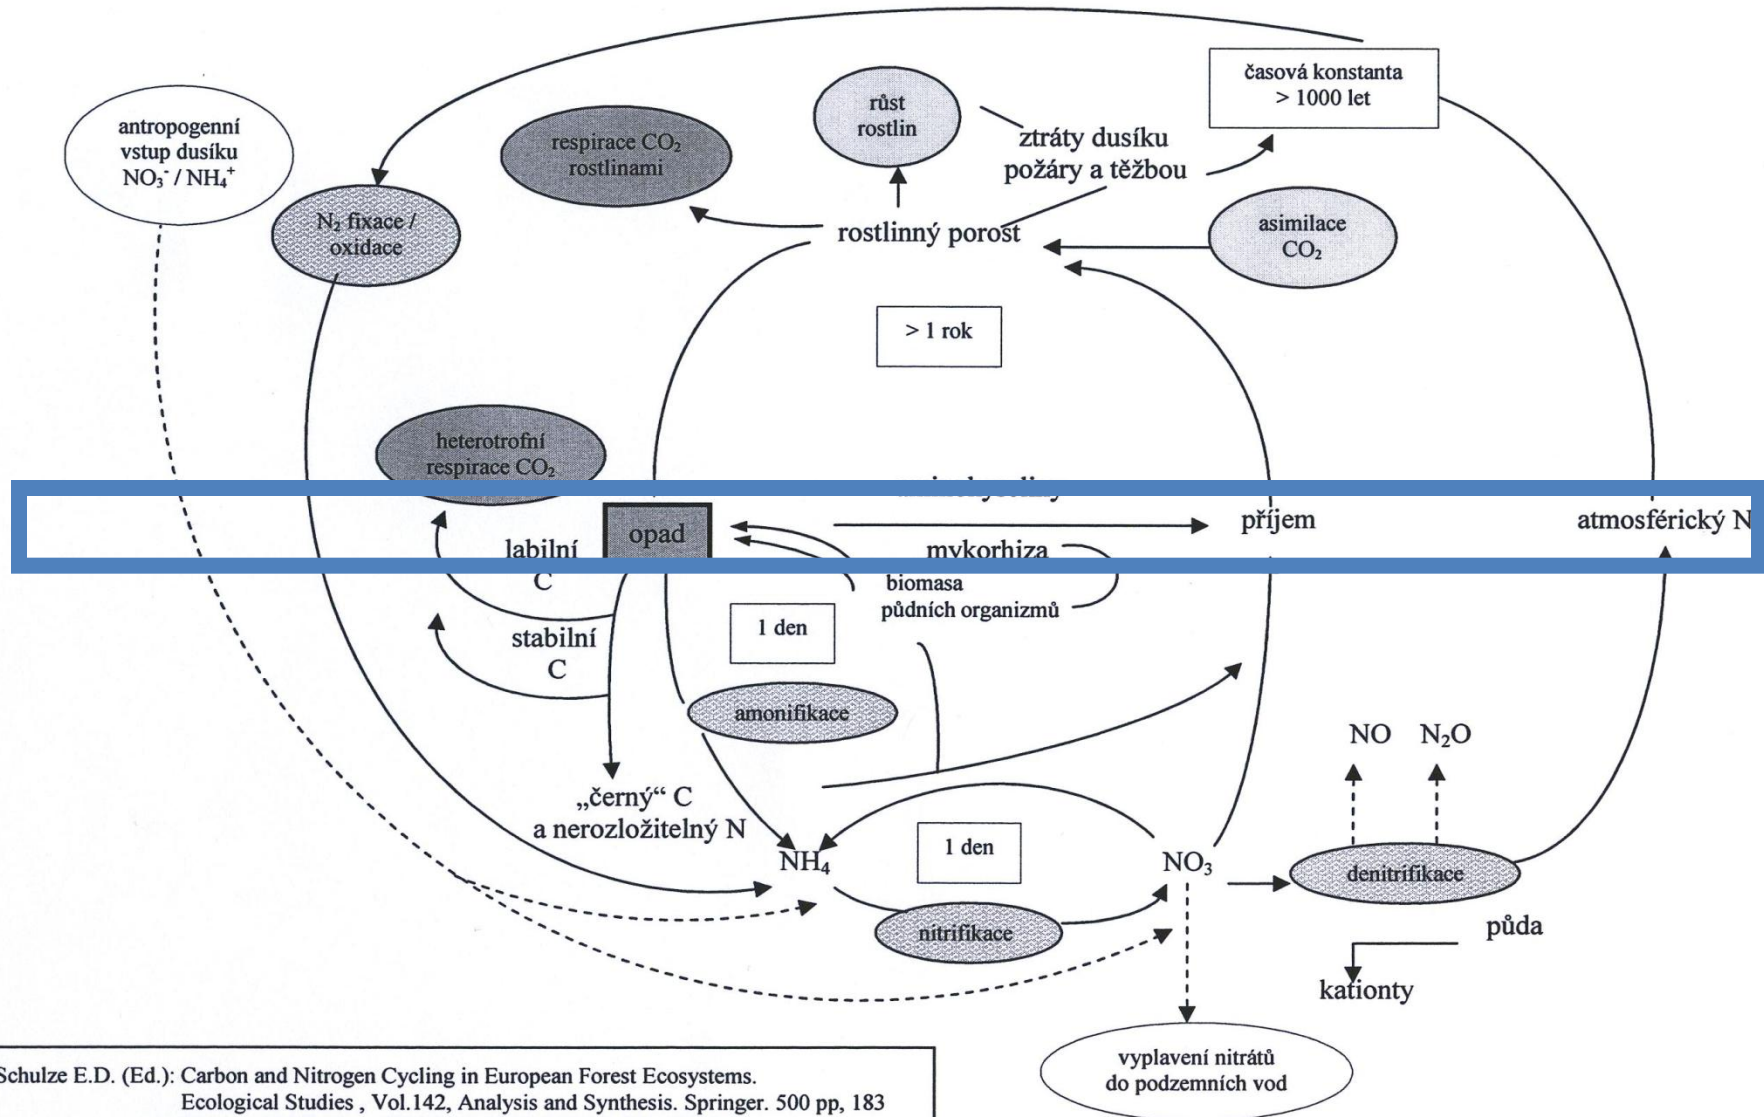 časová konstanta
> 1000 let
antropogenní
vstup dusíku
NO₃⁻ / NH₄⁺
růst
rostlin
respirace CO₂
rostlinami
ztráty dusíku
požáry a těžbou
N₂ fixace /
oxidace
rostlinný porost
asimilace
CO₂
> 1 rok
heterotrofní
respirace CO₂
opad
příjem
atmosférický N
labilní
C
mykorhiza
biomasa
půdních organizmů
stabilní
C
1 den
amonifikace
NO
N₂O
„černý“ C
a nerozložitelný N
NH₄
1 den
NO₃
denitrifikace
nitrifikace
půda
kationty
vyplavení nitrátů
do podzemních vod
Schulze E.D. (Ed.): Carbon and Nitrogen Cycling in European Forest Ecosystems.
Ecological Studies , Vol.142, Analysis and Synthesis. Springer. 500 pp, 183